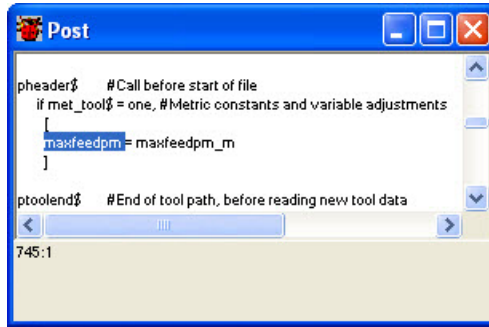 Post
pheader$ #Call before start of file
if met_tool$ = one, #Metric constants and variable adjustments
[
maxfeedpm = maxfeedpm_m
]
ptoolend$ #End of tool path, before reading new tool data
745:1